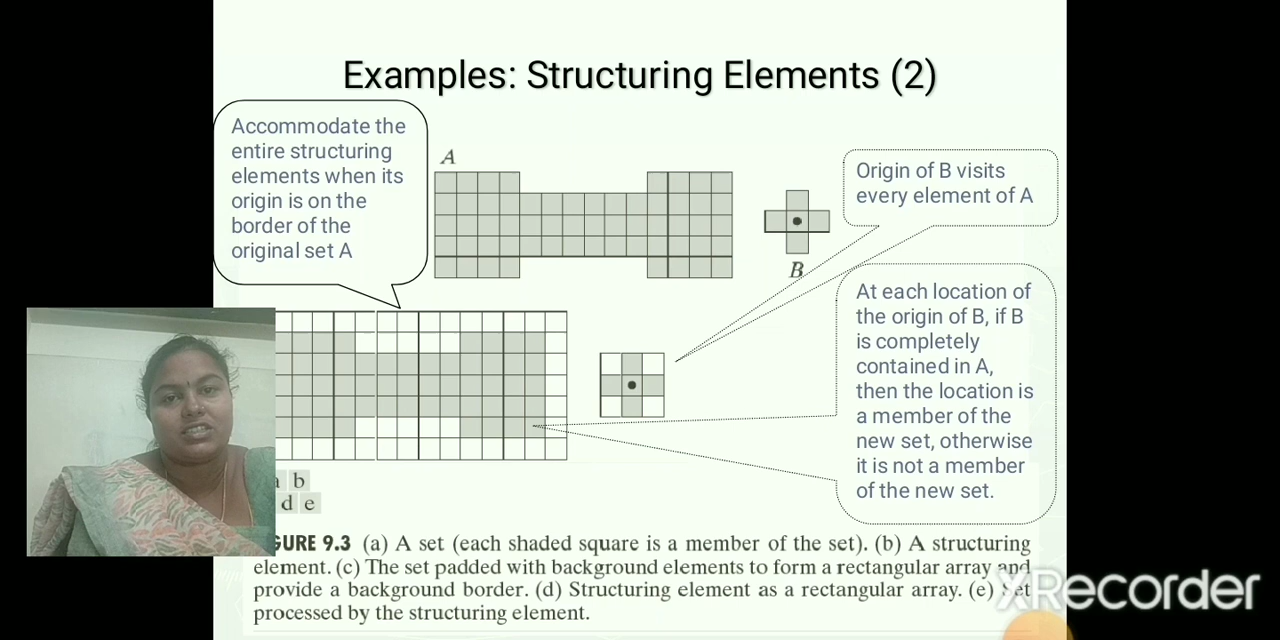 Examples: Structuring Elements (2)
Accommodate the
entire structuring
elements when its
origin is on the
border of the
original set A
A
B
Origin of B visits
every element of A
At each location of
the origin of B, if B
is completely
contained in A,
then the location is
a member of the
new set, otherwise
it is not a member
of the new set.
b
d e
GURE 9.3 (a) A set (each shaded square is a member of the set). (b) A structuring
element. (c) The set padded with background elements to form a rectangular array and
provide a background border. (d) Structuring element as a rectangular array. (e) Set
processed by the structuring element.
XRecorder